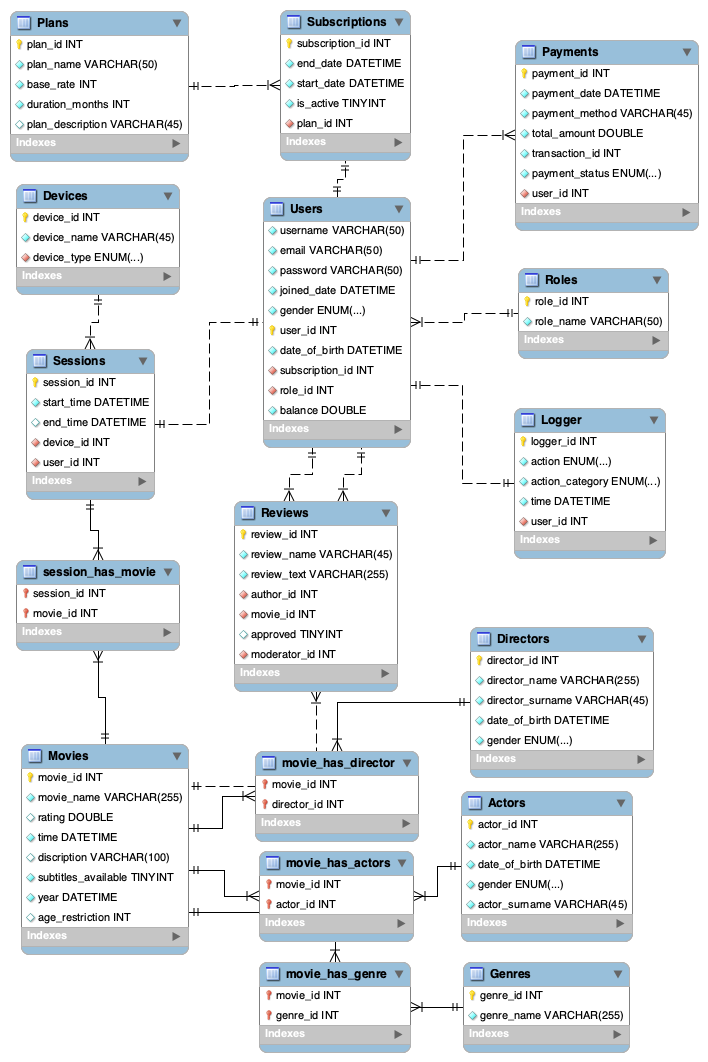 Plans
plan_id INT
plan_name VARCHAR(50)
base_rate INT
duration_months INT
plan_description VARCHAR(45)
Indexes
Subscriptions
subscription_id INT
end_date DATETIME
start_date DATETIME
is_active TINYINT
plan_id INT
Indexes
Payments
payment_id INT
payment_date DATETIME
payment_method VARCHAR(45)
total_amount DOUBLE
transaction_id INT
payment_status ENUM(...)
user_id INT
Indexes
Devices
device_id INT
device_name VARCHAR(45)
device_type ENUM(...)
Indexes
Users
username VARCHAR(50)
email VARCHAR(50)
password VARCHAR(50)
joined_date DATETIME
gender ENUM(...)
user_id INT
date_of_birth DATETIME
subscription_id INT
role_id INT
balance DOUBLE
Indexes
Roles
role_id INT
role_name VARCHAR(50)
Indexes
Sessions
session_id INT
start_time DATETIME
end_time DATETIME
device_id INT
user_id INT
Indexes
Logger
logger_id INT
action ENUM(...)
action_category ENUM(...)
time DATETIME
user_id INT
Indexes
Reviews
review_id INT
review_name VARCHAR(45)
review_text VARCHAR(255)
author_id INT
movie_id INT
approved TINYINT
moderator_id INT
Indexes
session_has_movie
session_id INT
movie_id INT
Indexes
Directors
director_id INT
director_name VARCHAR(255)
director_surname VARCHAR(45)
date_of_birth DATETIME
gender ENUM(...)
Indexes
Movies
movie_id INT
movie_name VARCHAR(255)
rating DOUBLE
time DATETIME
discription VARCHAR(100)
subtitles_available TINYINT
year DATETIME
age_restriction INT
Indexes
movie_has_director
movie_id INT
director_id INT
Indexes
Actors
actor_id INT
actor_name VARCHAR(255)
date_of_birth DATETIME
gender ENUM(...)
actor_surname VARCHAR(45)
Indexes
movie_has_actors
movie_id INT
actor_id INT
Indexes
movie_has_genre
movie_id INT
genre_id INT
Indexes
Genres
genre_id INT
genre_name VARCHAR(255)
Indexes